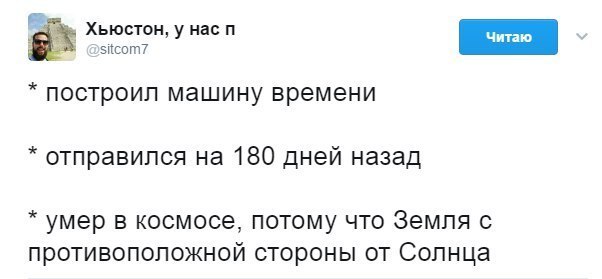 Хьюстон, у нас п
@sitcom7
Читаю
* построил машину времени
* отправился на 180 дней назад
* умер в космосе, потому что Земля с
противоположной стороны от Солнца